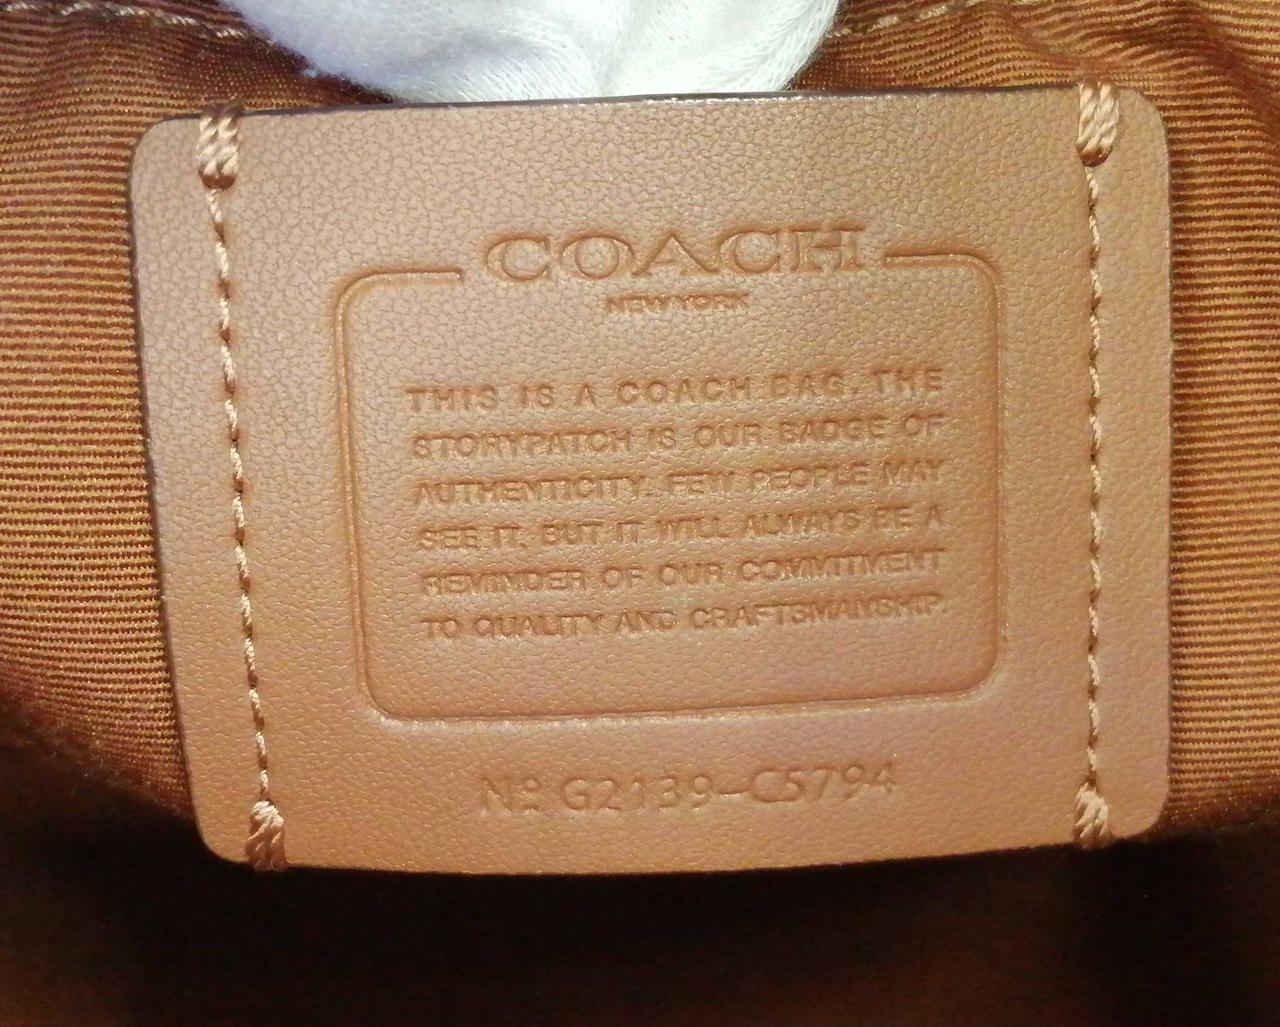 COACH
NEW YORK
THIS IS A COACH BAG. THE
STORYPATCH IS OUR BADGE OF
AUTHENTICITY. FEW PEOPLE MAY
SEE IT, BUT IT WILL ALWAYS BE A
REMINDER OF OUR COMMITMENT
TO QUALITY AND CRAFTSMANSHIP
Nº G2139-C5794